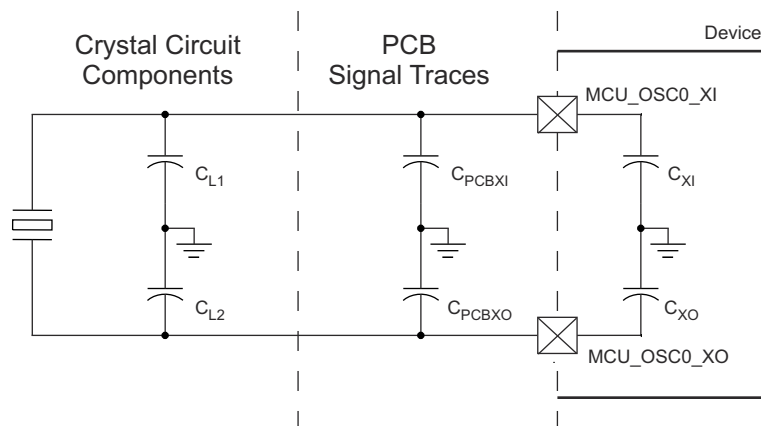 Crystal Circuit
Components
PCB
Signal Traces
Device
MCU_OSC0_XI
CL1
CPCBXI
CXI
CL2
CPCBXO
CXO
MCU_OSC0_XO